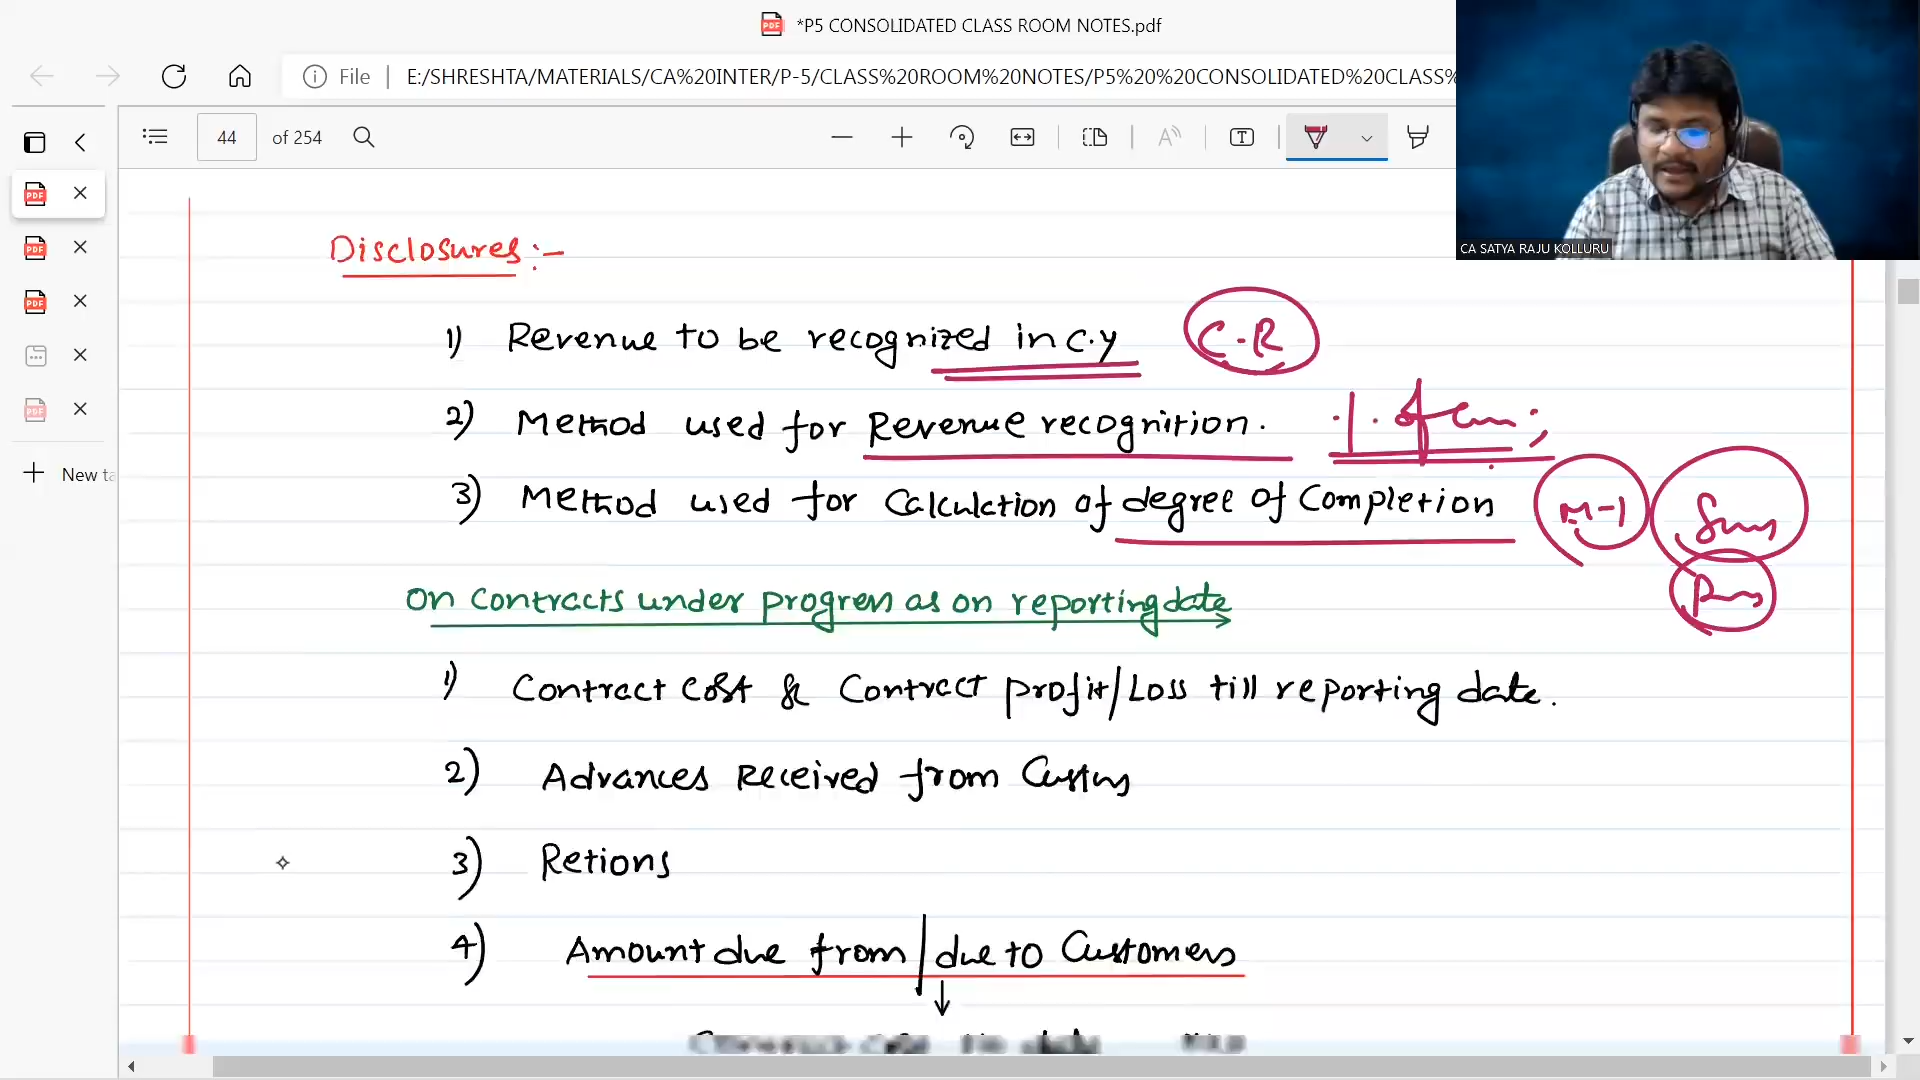 *P5 CONSOLIDATED CLASS ROOM NOTES.pdf
File | E:/SHRESHTA/MATERIALS/CA%20INTER/P-5/CLASS%20ROOM%20NOTES/P5%20%20CONSOLIDATED%20CLASS%
44 of 254
CA SATYA RAJU KOLLURU
New ta
Disclosures :-
1) Revenue to be recognized in C.Y C.R
2) Method used for Revenue recognition.
3) Method used for Calculation of degree of Completion M-1
On Contracts under progress as on reporting date
1) Contract Cost & Contract profit/Loss till reporting date.
2) Advances Received from
3) Retions
4) Amount due from/due to Customers